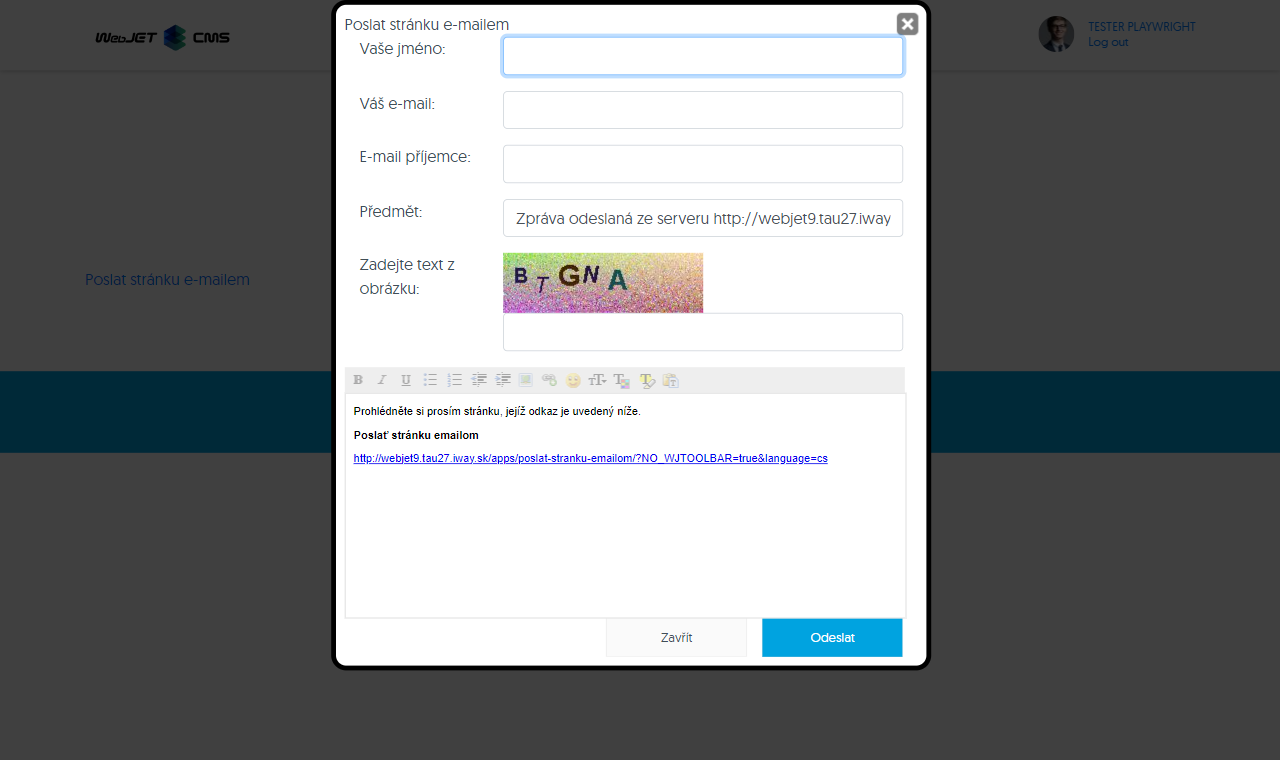 WebJET CMS
TESTER PLAYWRIGHT
Log out
Poslat stránku e-mailem
Poslat stránku e-mailem
Vaše jméno:
Váš e-mail:
E-mail příjemce:
Předmět:
Zpráva odeslaná ze serveru http://webjet9.tau27.iway
Zadejte text z
obrázku:
B T G N A
Prohlédněte si prosím stránku, jejíž odkaz je uvedený níže.
Poslať stránku emailom
http://webjet9.tau27.iway.sk/apps/poslat-stranku-emailom/?NO_WJTOOLBAR=true&language=cs
Zavřít
Odeslat